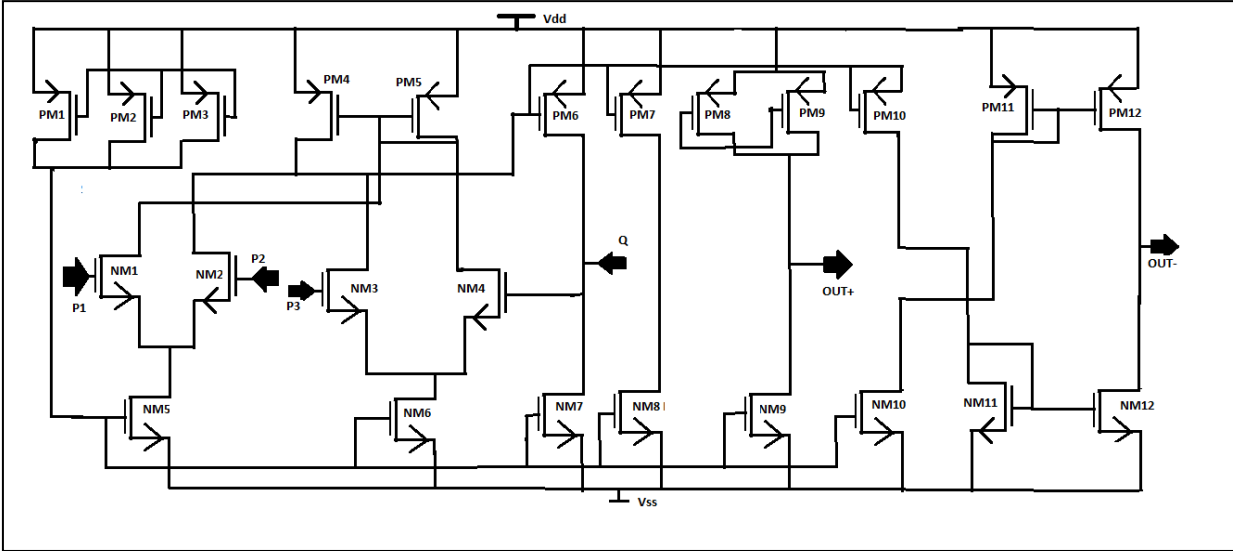 Vdd
PM1
PM2
PM3
PM4
PM5
PM6
PM7
PM8
PM9
PM10
PM11
PM12
NM1
P1
NM2
P2
P3
NM3
NM4
Q
OUT+
OUT-
NM5
NM6
NM7
NM8
NM9
NM10
NM11
NM12
Vss